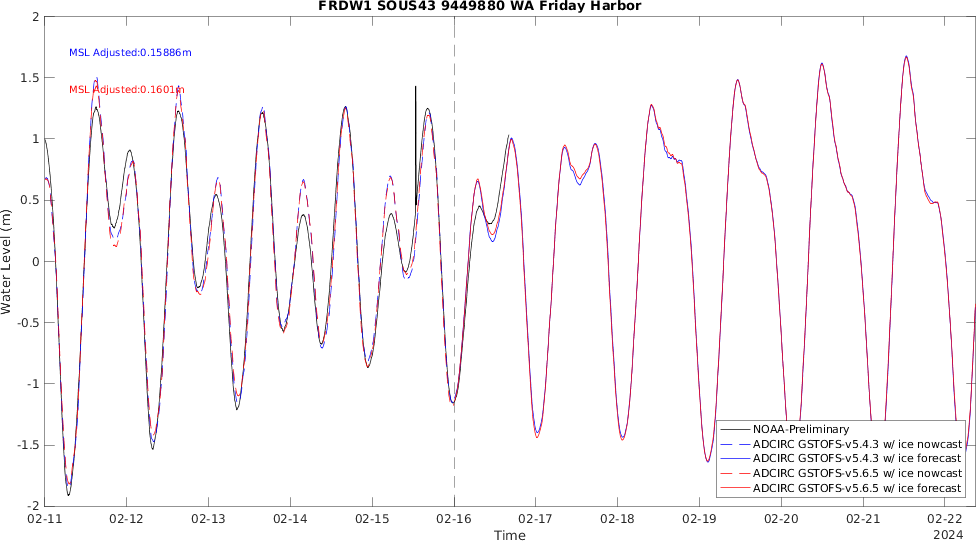 FRDW1 SOUS43 9449880 WA Friday Harbor
2
1.5
1
0.5
0
-0.5
-1
-1.5
-2
Water Level (m)
MSL Adjusted:0.15886m
MSL Adjusted:0.1601m
NOAA-Preliminary
ADCIRC GSTOFS-v5.4.3 w/ ice nowcast
ADCIRC GSTOFS-v5.4.3 w/ ice forecast
ADCIRC GSTOFS-v5.6.5 w/ ice nowcast
ADCIRC GSTOFS-v5.6.5 w/ ice forecast
02-11 02-12 02-13 02-14 02-15 02-16 02-17 02-18 02-19 02-20 02-21 02-22
Time
2024